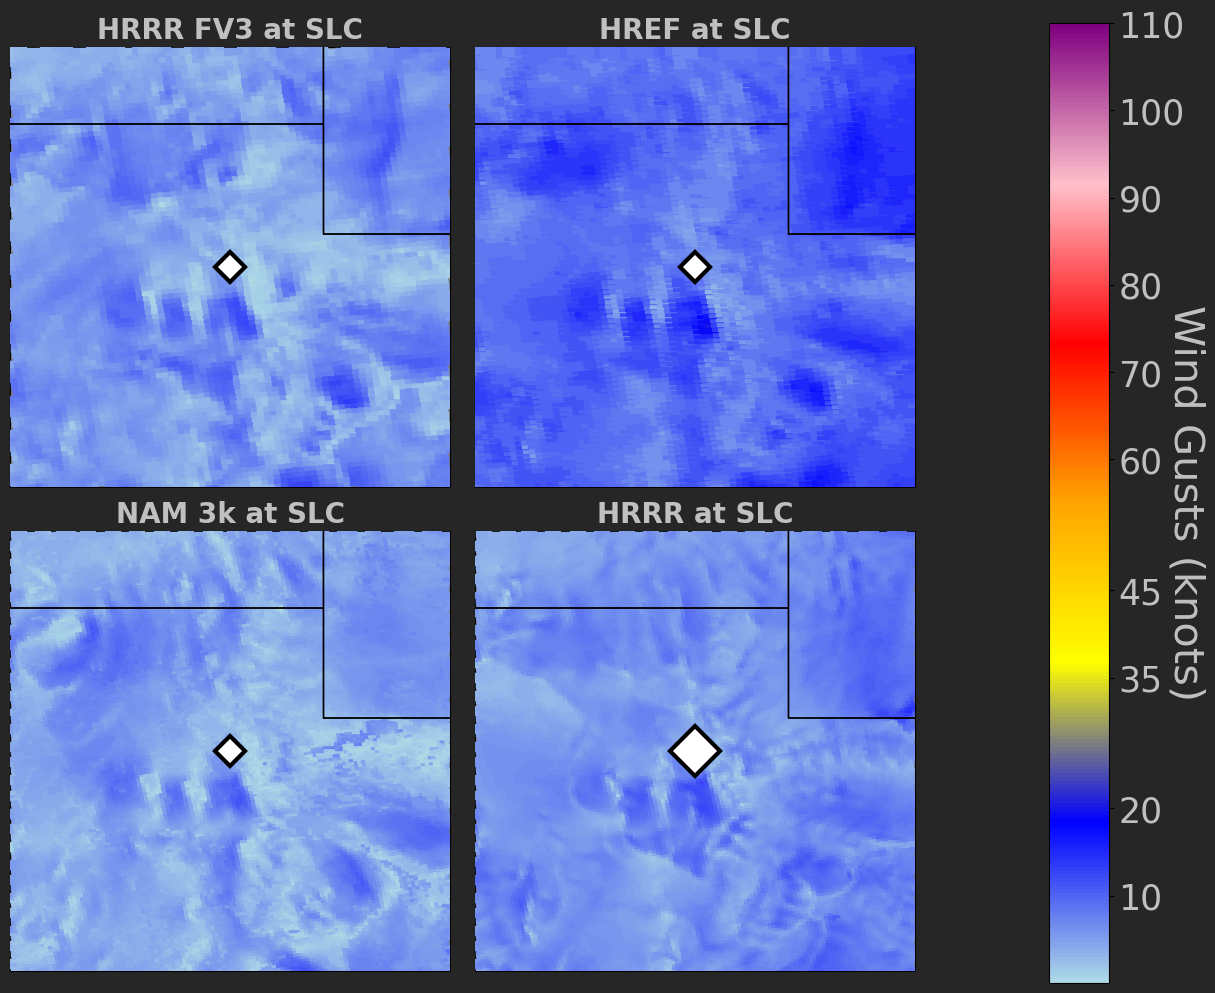 HRRR FV3 at SLC
HREF at SLC
NAM 3k at SLC
HRRR at SLC
110
100
90
80
70
60
45
35
20
10
Wind Gusts (knots)